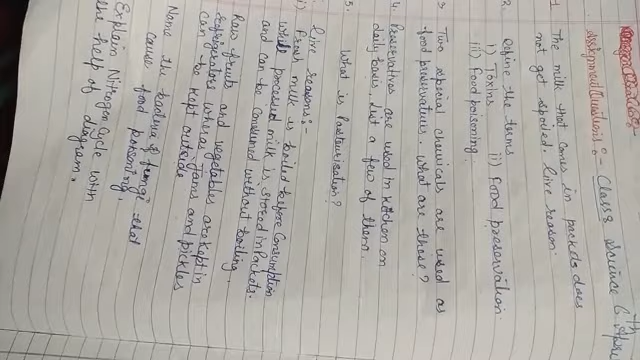 Assignment Questions :- Class 8 Science 6th
1 The milk that comes in packets does
not get spoiled. Give reason.
2. Define the terms
i) Toxins ii) Food preservation
iii) Food poisoning.
3 Two special chemicals are used as
food preservatives. What are these?
4. Preservatives are used in kitchen on
daily basis, list a few of them.
5. What is Pasteurisation?
Give reasons:-
i) Fresh milk is boiled before consumption
while processed milk is stored in Packets.
and can be consumed without boiling.
ii) Raw fruits and vegetables are kept in
refrigerators whereas jams and pickles
can be kept outside
Name the bacteria & fungi that
cause food poisoning.
Explain Nitrogen Cycle with
the help of diagram.